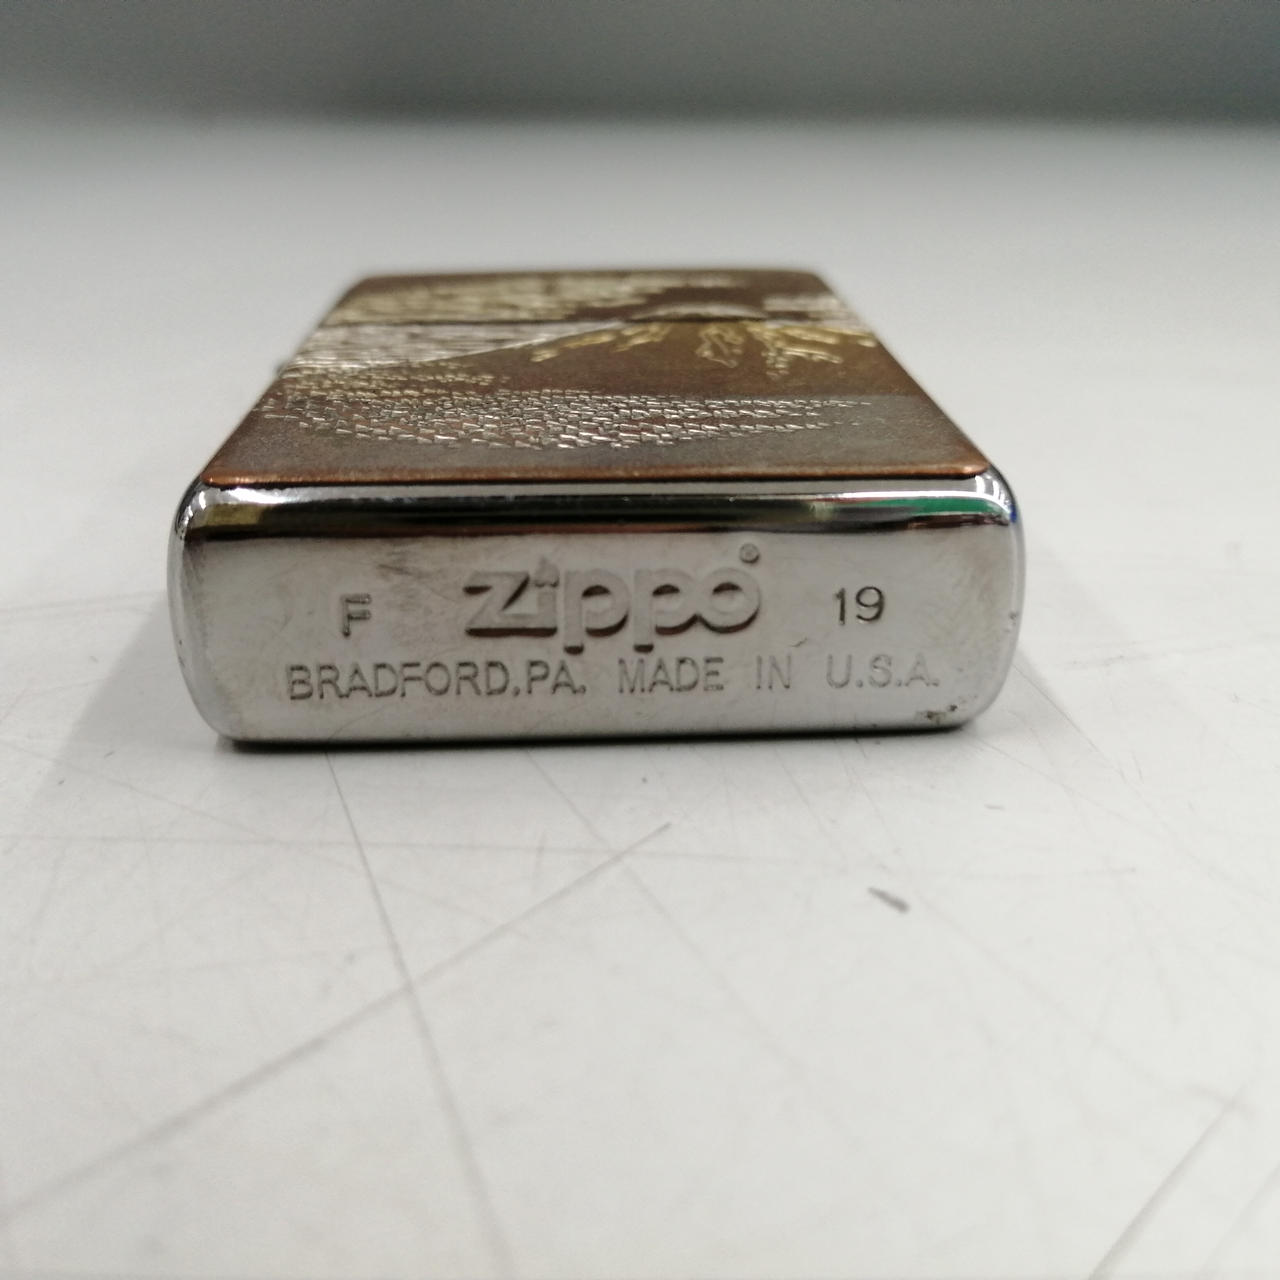 F zippo® 19
BRADFORD,PA. MADE IN U.S.A.